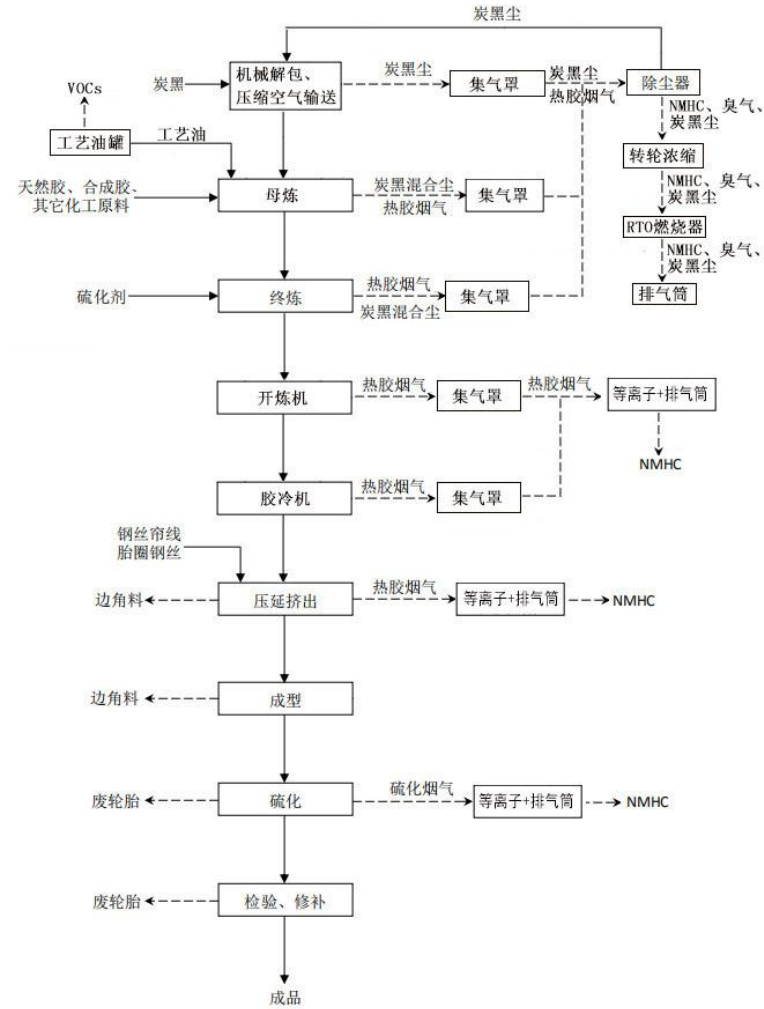 炭黑尘
炭黑
机械解包、
压缩空气输送
炭黑尘
集气罩
炭黑尘
热胶烟气
除尘器
VOCs
NMHC、臭气、
炭黑尘
工艺油罐
工艺油
转轮浓缩
天然胶、合成胶、
其它化工原料
母炼
炭黑混合尘
热胶烟气
集气罩
NMHC、臭气、
炭黑尘
RTO燃烧器
NMHC、臭气、
炭黑尘
硫化剂
终炼
热胶烟气
炭黑混合尘
集气罩
排气筒
开炼机
热胶烟气
集气罩
热胶烟气
等离子+排气筒
NMHC
胶冷机
热胶烟气
集气罩
钢丝帘线
胎圈钢丝
边角料
压延挤出
热胶烟气
等离子+排气筒
NMHC
边角料
成型
废轮胎
硫化
硫化烟气
等离子+排气筒
NMHC
废轮胎
检验、修补
成品